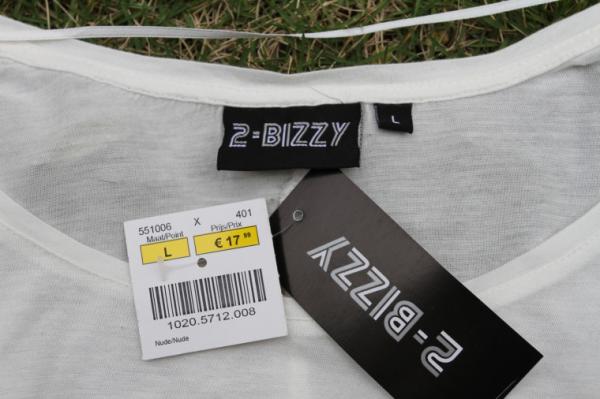 2=BIZZY
L
551006 X 401
Maat/Point Prijs/Prix
L € 17 99
1020.5712.008
Nude/Nude
2=BIZZY